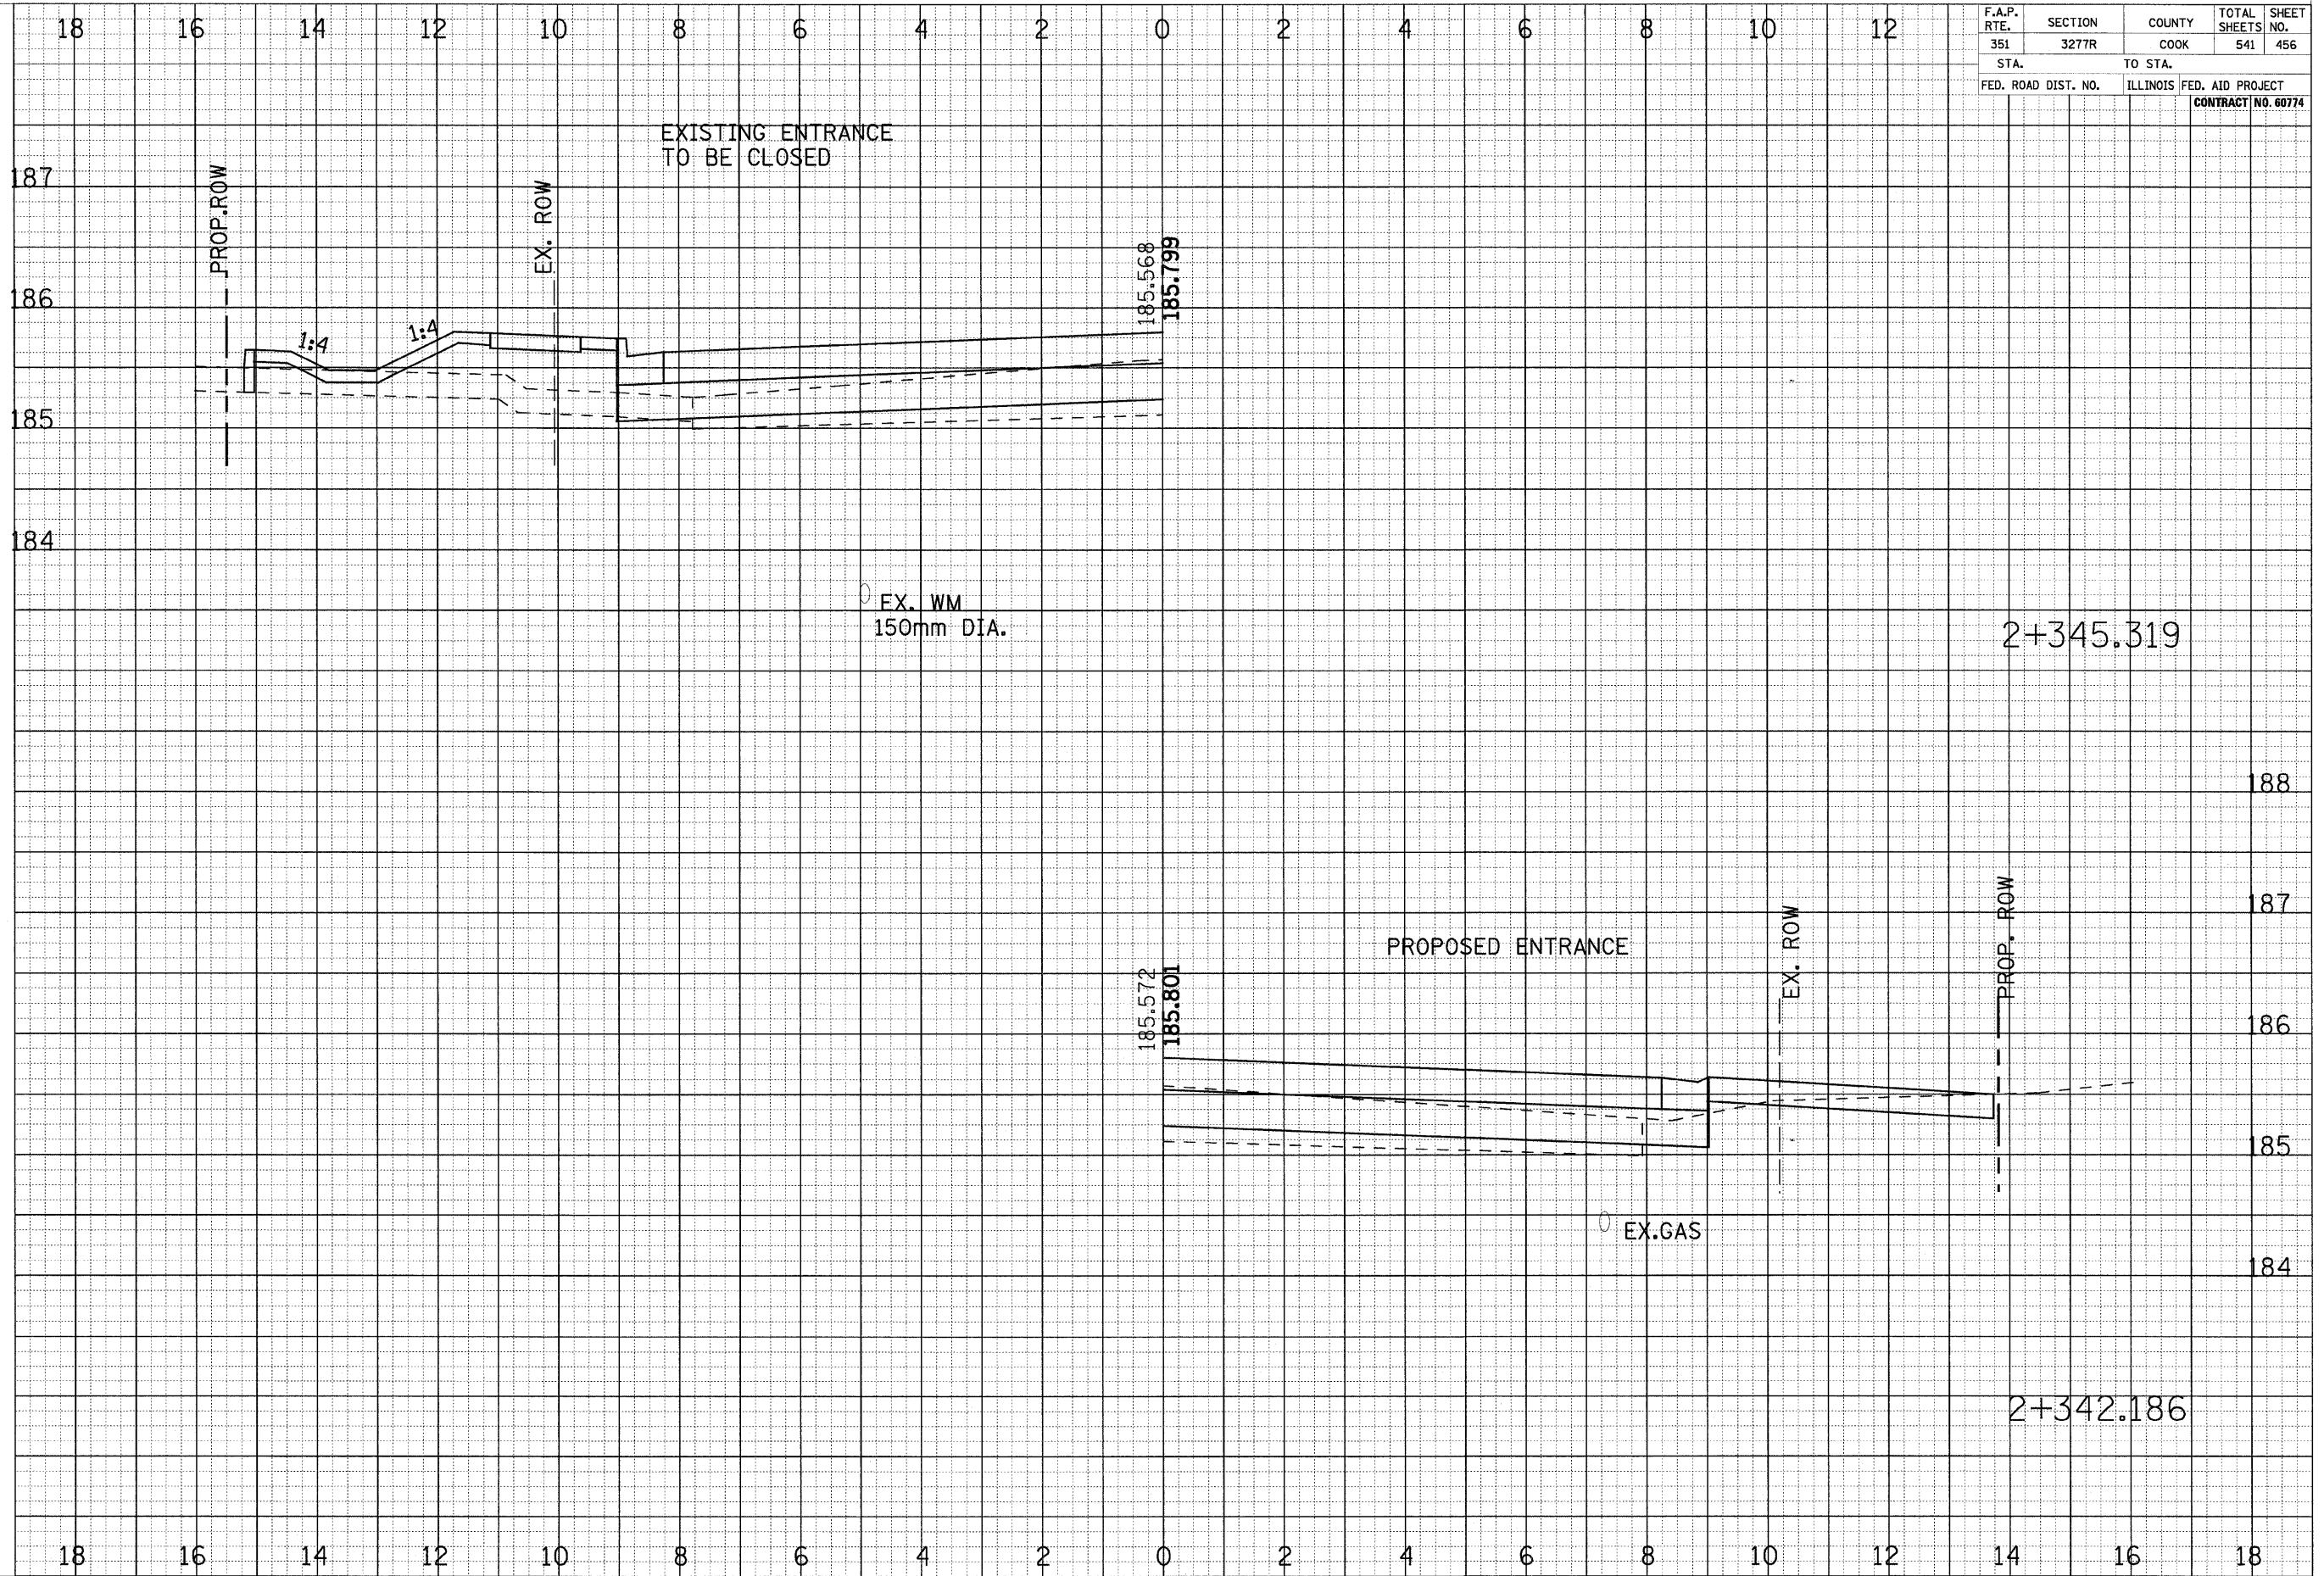 18 16 14 12 10 8 6 4 2 0 2 4 6 8 10 12
F.A.P. RTE. SECTION COUNTY TOTAL SHEETS SHEET NO.
351 3277R COOK 541 456
STA. TO STA.
FED. ROAD DIST. NO. ILLINOIS FED. AID PROJECT
CONTRACT NO. 60774
EXISTING ENTRANCE
TO BE CLOSED
187
PROP.ROW
EX. ROW
185.568
185.799
186
1:4
1:4
185
184
EX. WM
150mm DIA.
2+345.319
188
187
PROPOSED ENTRANCE
EX. ROW
PROP. ROW
185.572
185.801
186
185
EX.GAS
184
2+342.186
18 16 14 12 10 8 6 4 2 0 2 4 6 8 10 12 14 16 18